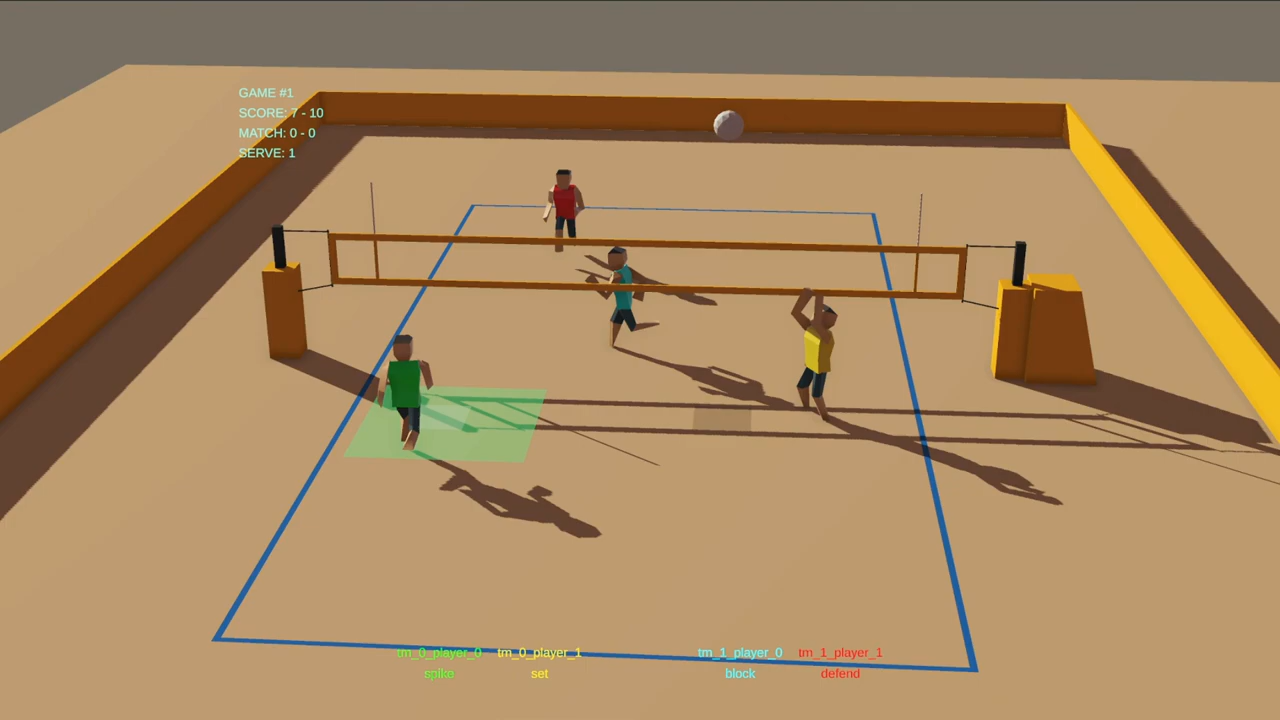 GAME #1
SCORE: 7 - 10
MATCH: 0 - 0
SERVE: 1
tm_0_player_0 tm_0_player_1 tm_1_player_0 tm_1_player_1
spike set block defend